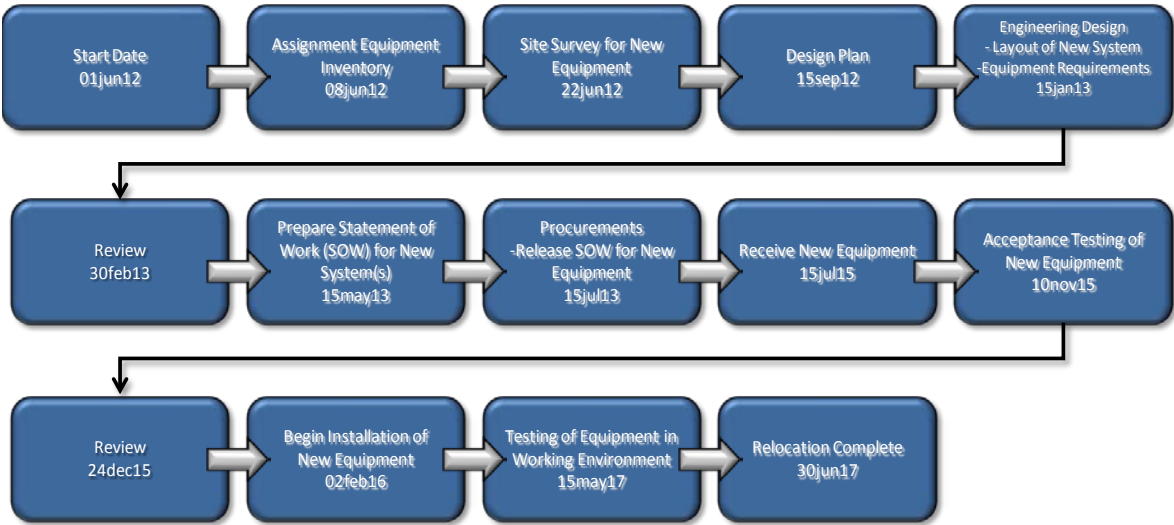 Start Date
01jun12
Assignment Equipment
Inventory
08jun12
Site Survey for New
Equipment
22jun12
Design Plan
15sep12
Engineering Design
- Layout of New System
-Equipment Requirements
15jan13
Review
30feb13
Prepare Statement of
Work (SOW) for New
System(s)
15may13
Procurements
-Release SOW for New
Equipment
15jul13
Receive New Equipment
15jul15
Acceptance Testing of
New Equipment
10nov15
Review
24dec15
Begin Installation of
New Equipment
02feb16
Testing of Equipment in
Working Environment
15may17
Relocation Complete
30jun17